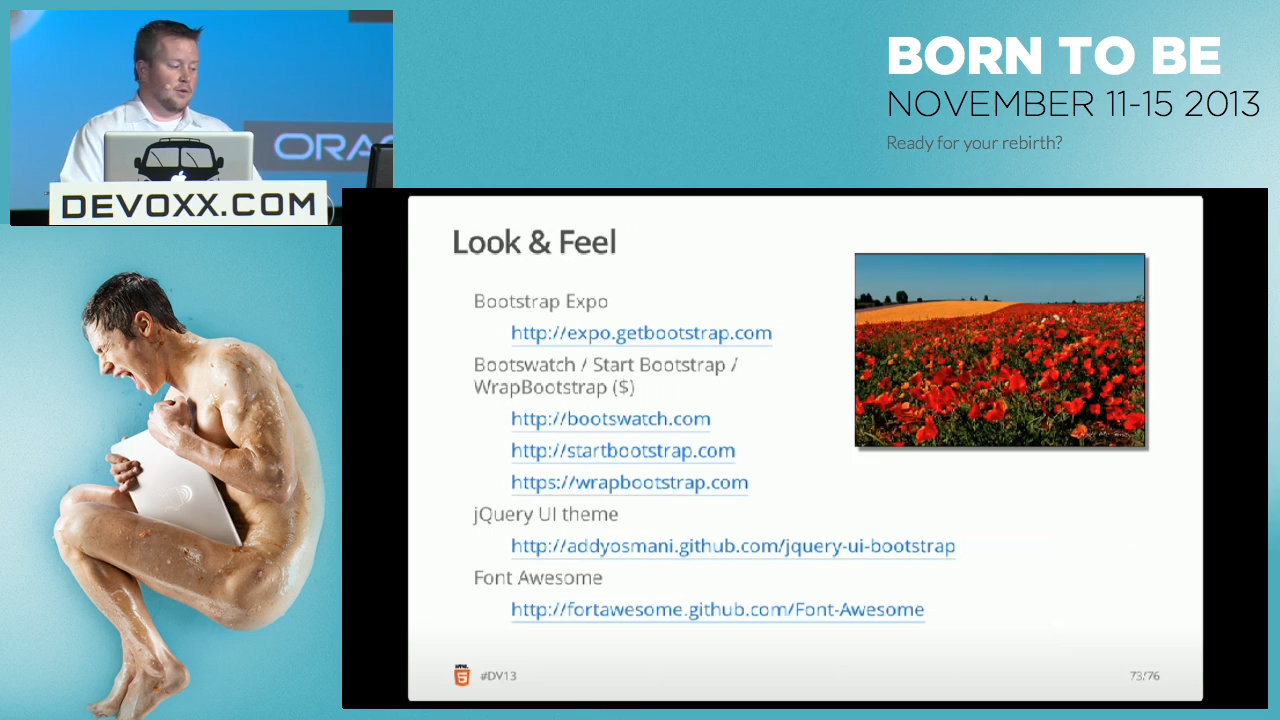 BORN TO BE
NOVEMBER 11-15 2013
Ready for your rebirth?
DEVOXX.COM
Look & Feel
Bootstrap Expo
http://expo.getbootstrap.com
Bootswatch / Start Bootstrap /
WrapBootstrap ($)
http://bootswatch.com
http://startbootstrap.com
https://wrapbootstrap.com
jQuery UI theme
http://addyosmani.github.com/jquery-ui-bootstrap
Font Awesome
http://fortawesome.github.com/Font-Awesome
HTML
5
#DV13
73/76